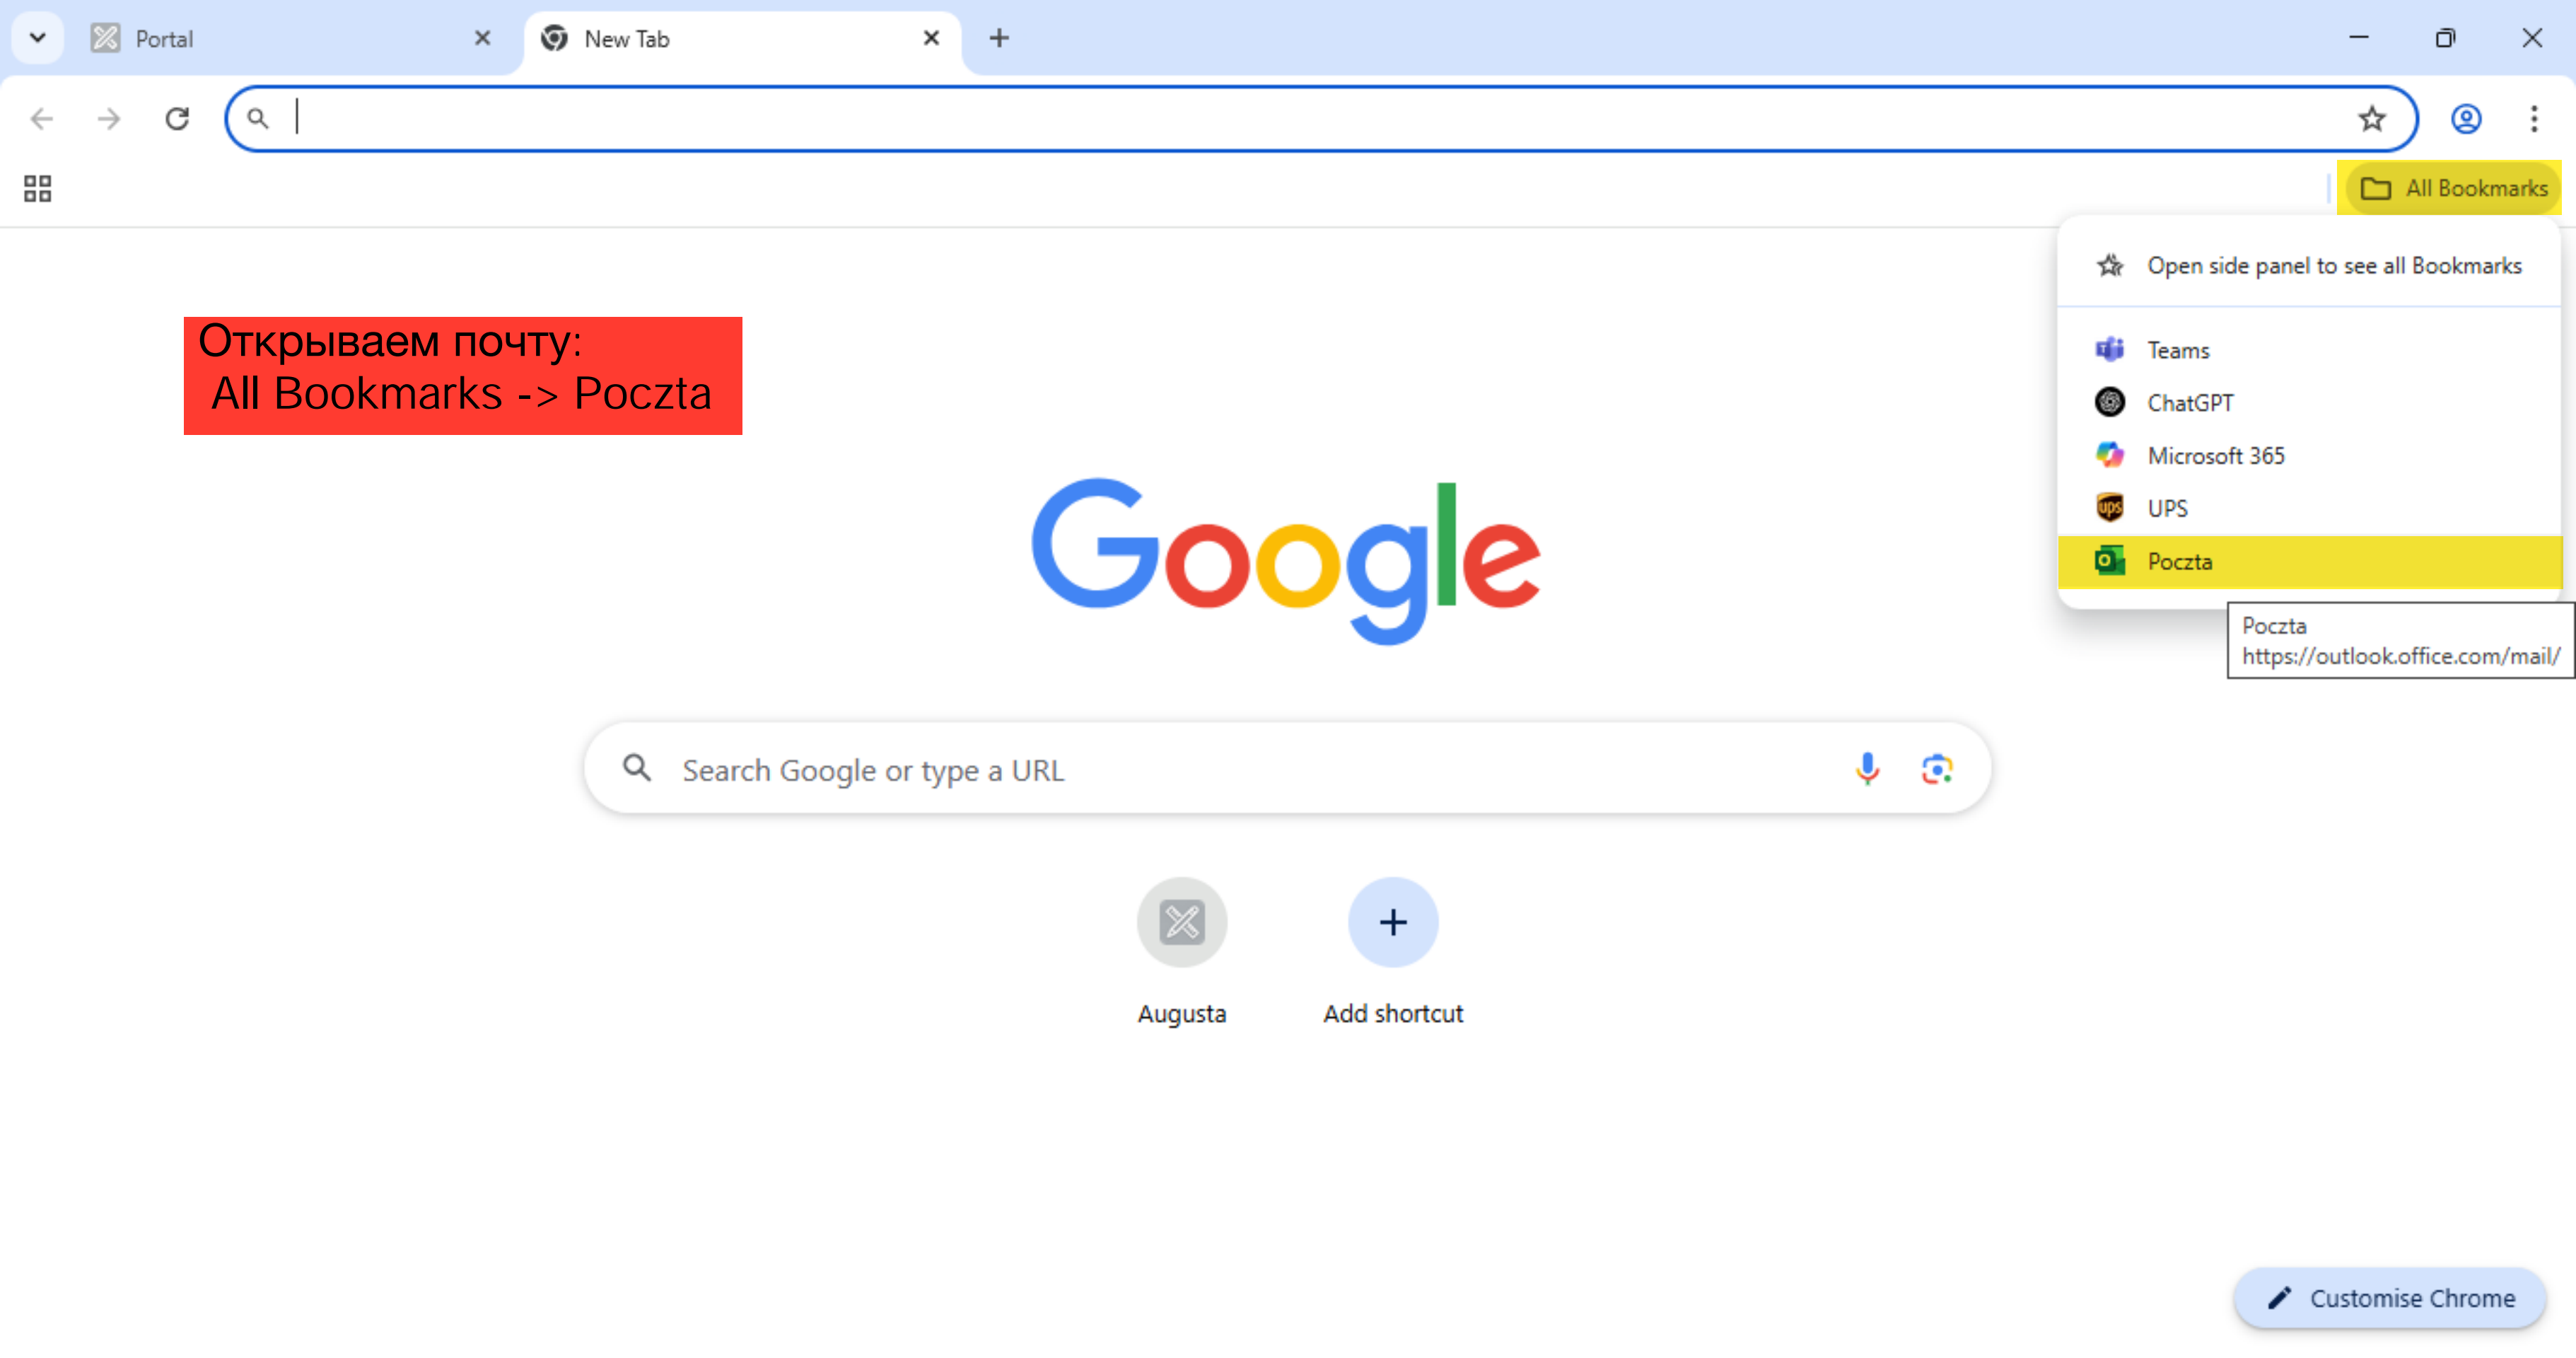 Portal
New Tab
All Bookmarks
Open side panel to see all Bookmarks
Открываем почту:
All Bookmarks -> Poczta
Teams
ChatGPT
Microsoft 365
ups
UPS
Poczta
Poczta
https://outlook.office.com/mail/
Google
Search Google or type a URL
Augusta
Add shortcut
Customise Chrome